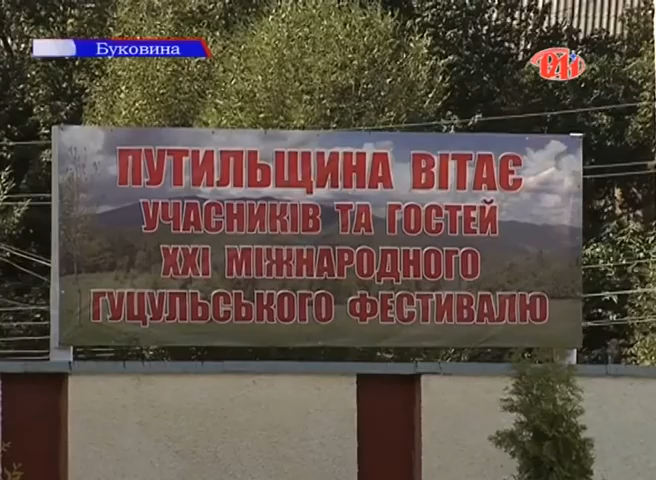 Буковина
ПУТИЛЬЩИНА ВІТАЄ
УЧАСНИКІВ ТА ГОСТЕЙ
XXI МІЖНАРОДНОГО
ГУЦУЛЬСЬКОГО ФЕСТИВАЛЮ